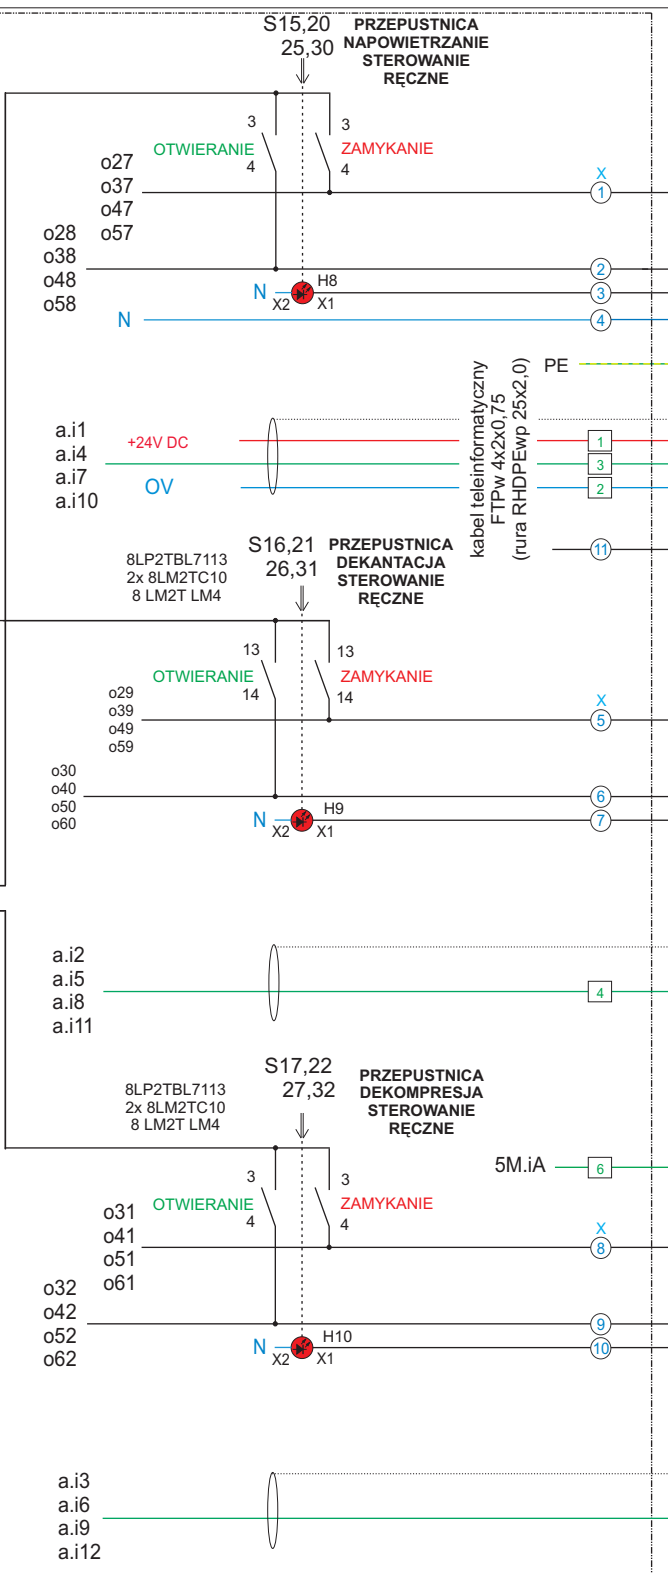 S15,20
25,30
PRZEPUSTNICA
NAPOWIETRZANIE
STEROWANIE
RĘCZNE
3
3
OTWIERANIE
ZAMYKANIE
4
4
o27
o37
o47
o57
X
1
o28
o38
o48
o58
2
N
X2
H8
X1
3
N
4
PE
kabel teleinformatyczny
FTPw 4x2x0,75
(rura RHDPEwp 25x2,0)
a.i1
a.i4
a.i7
a.i10
+24V DC
OV
1
3
2
11
8LP2TBL7113
2x 8LM2TC10
8 LM2T LM4
S16,21
26,31
PRZEPUSTNICA
DEKANTACJA
STEROWANIE
RĘCZNE
13
13
OTWIERANIE
ZAMYKANIE
14
14
o29
o39
o49
o59
X
5
o30
o40
o50
o60
6
N
X2
H9
X1
7
a.i2
a.i5
a.i8
a.i11
4
8LP2TBL7113
2x 8LM2TC10
8 LM2T LM4
S17,22
27,32
PRZEPUSTNICA
DEKOMPRESJA
STEROWANIE
RĘCZNE
5M.iA
6
3
3
OTWIERANIE
ZAMYKANIE
4
4
o31
o41
o51
o61
X
8
o32
o42
o52
o62
9
N
X2
H10
X1
10
a.i3
a.i6
a.i9
a.i12